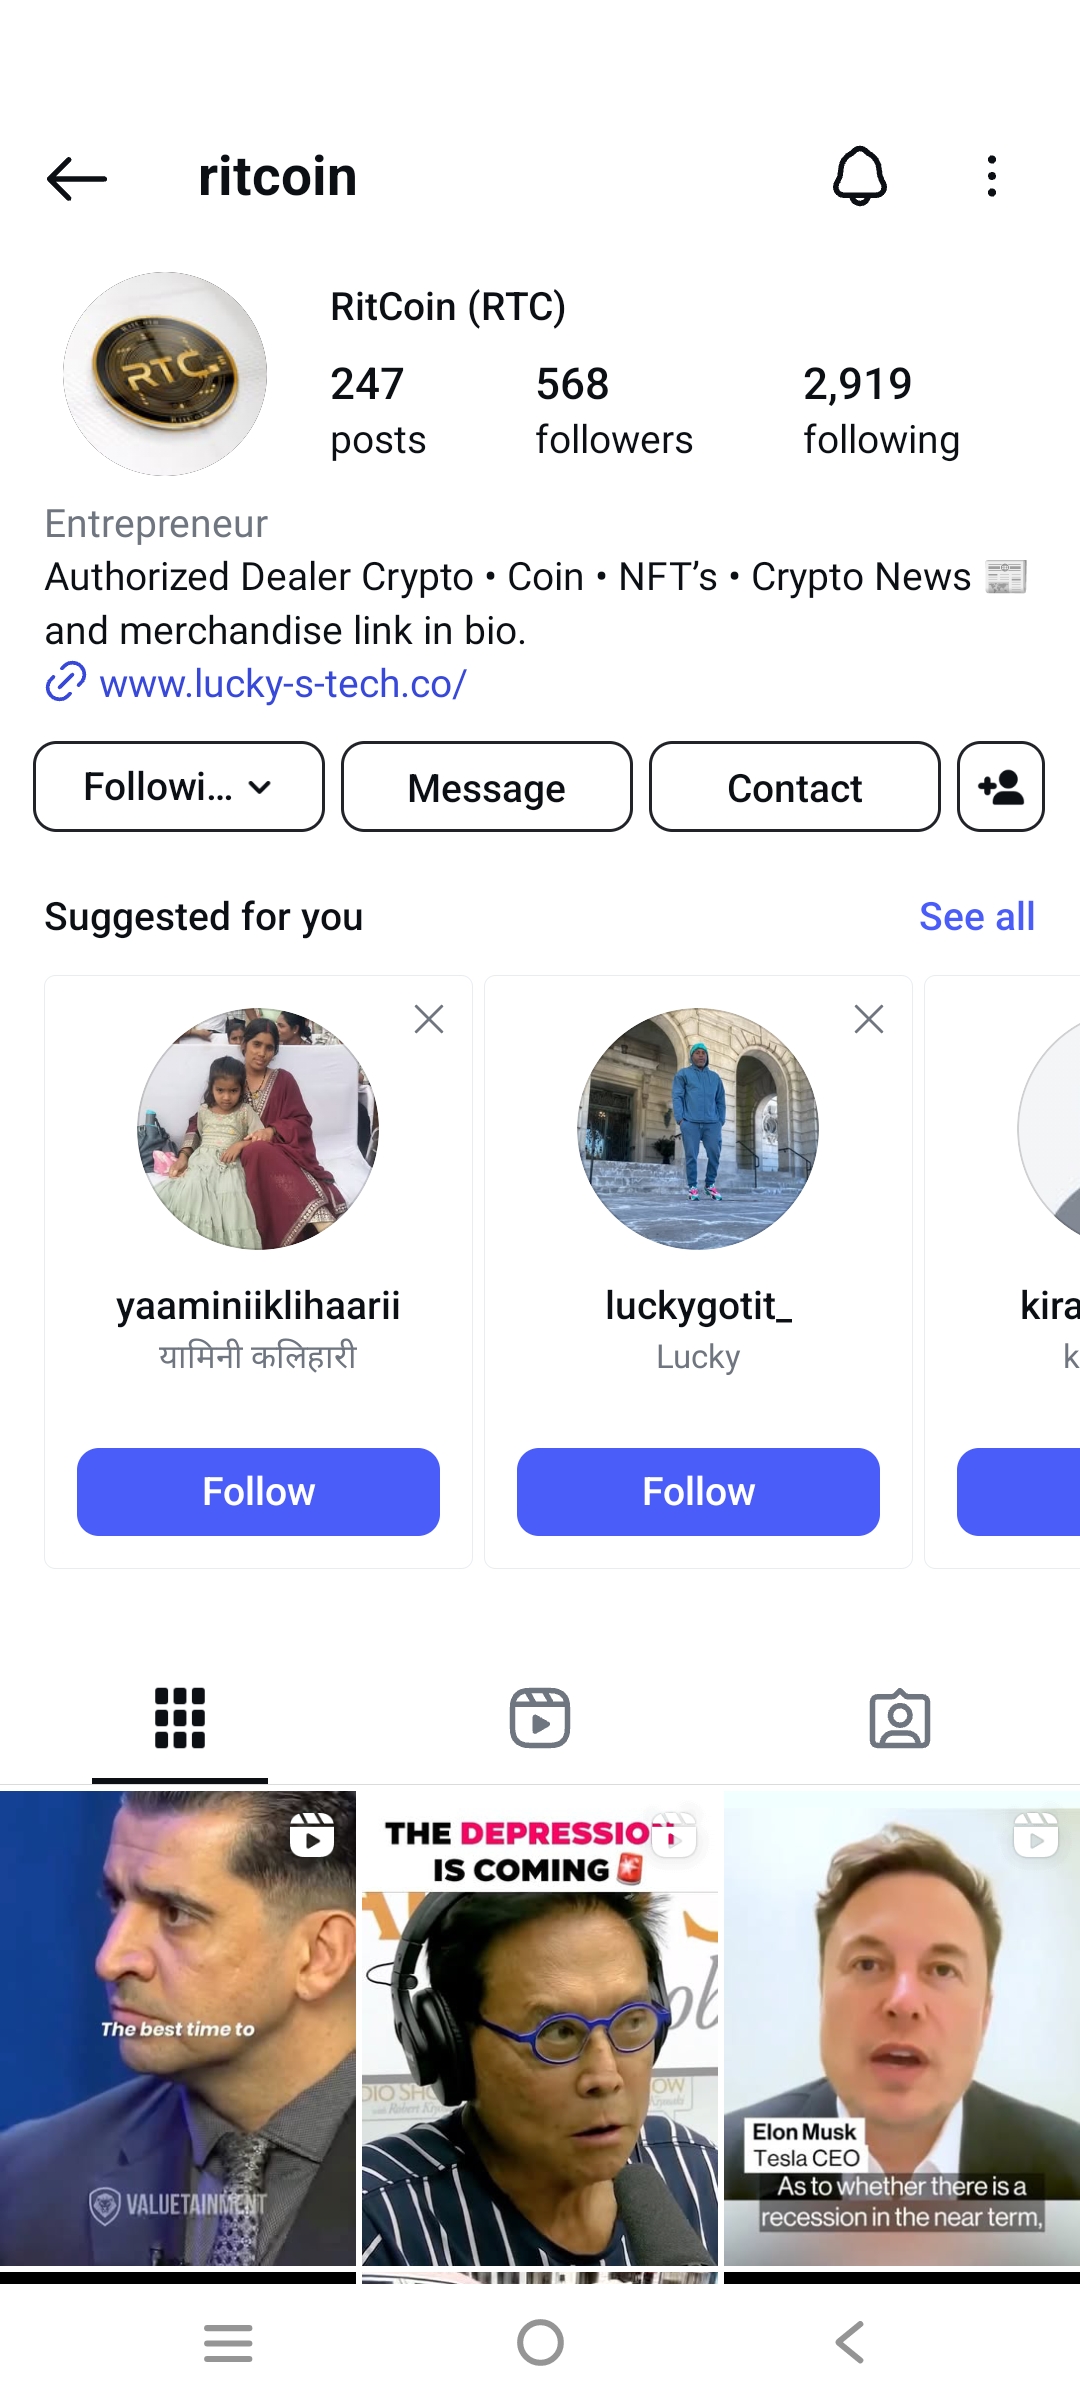 ritcoin
RTC
RitCoin (RTC)
247
posts
568
followers
2,919
following
Entrepreneur
Authorized Dealer Crypto • Coin • NFT’s • Crypto News 📰
and merchandise link in bio.
www.lucky-s-tech.co/
Followi...
Message
Contact
Suggested for you
See all
yaaminiiklihaarii
यामिनी कलिहारी
Follow
luckygotit_
Lucky
Follow
kira
k
The best time to
VALUETAINMENT
THE DEPRESSION
IS COMING🚨
Elon Musk
Tesla CEO
As to whether there is a
recession in the near term,